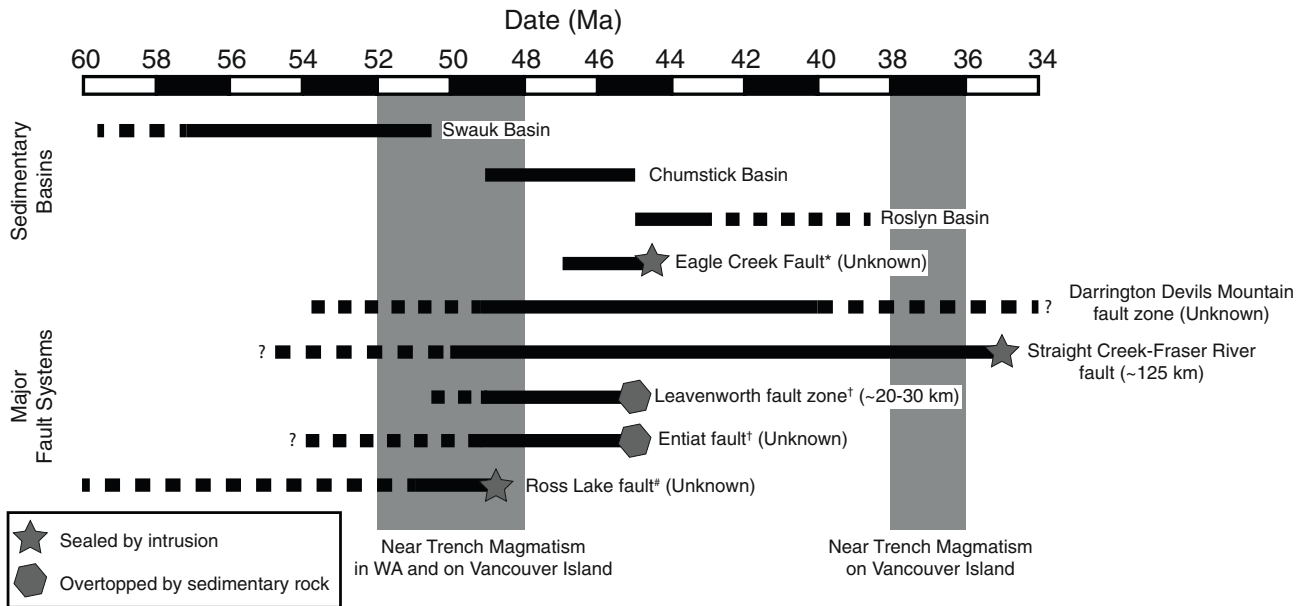 Date (Ma)
60 58 56 54 52 50 48 46 44 42 40 38 36 34
Sedimentary
Basins
Swauk Basin
Chumstick Basin
Roslyn Basin
Major
Fault Systems
Eagle Creek Fault* (Unknown)
Darrington Devils Mountain
fault zone (Unknown)
?
?
Straight Creek-Fraser River
fault (~125 km)
Leavenworth fault zone† (~20-30 km)
?
Entiat fault† (Unknown)
Ross Lake fault# (Unknown)
Near Trench Magmatism
in WA and on Vancouver Island
Near Trench Magmatism
on Vancouver Island
Sealed by intrusion
Overtopped by sedimentary rock